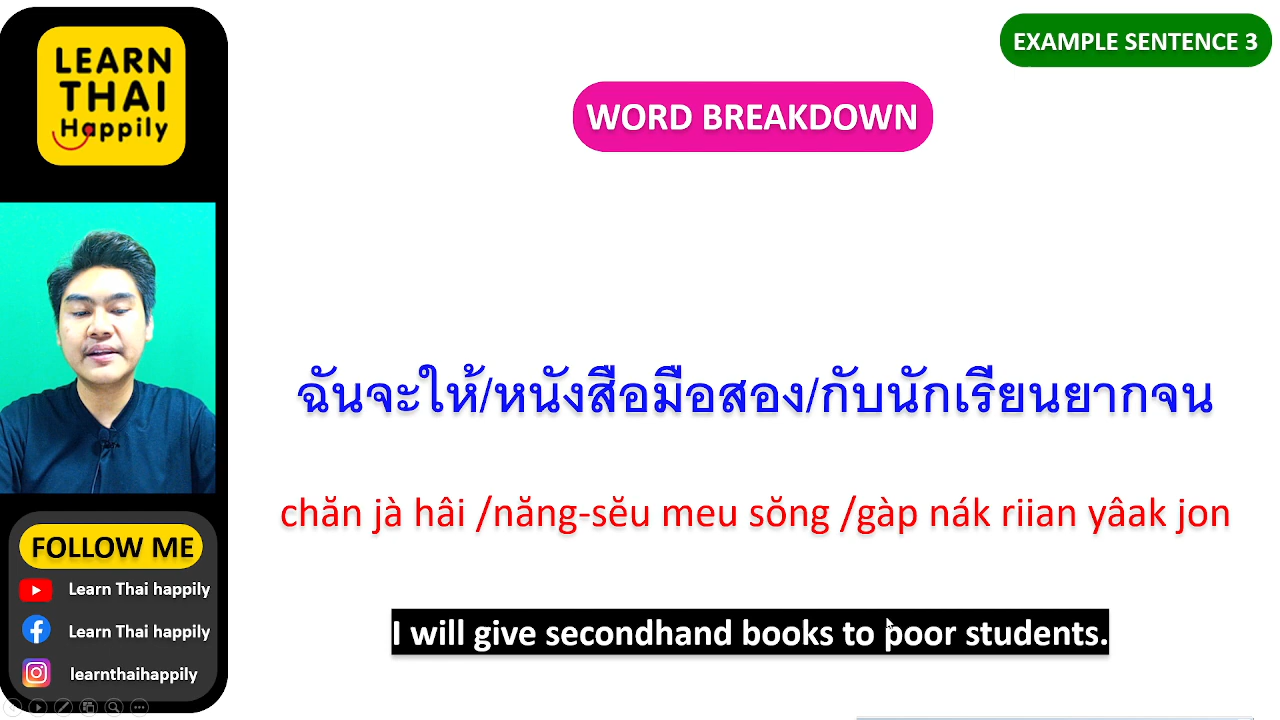 LEARN
THAI
Happily
EXAMPLE SENTENCE 3
WORD BREAKDOWN
ฉันจะให้/หนังสือมือสอง/กับนักเรียนยากจน
chăn jà hâi /năng-sĕu meu sŏng /gàp nák riian yâak jon
I will give secondhand books to poor students.
FOLLOW ME
Learn Thai happily
Learn Thai happily
learnthaihappily